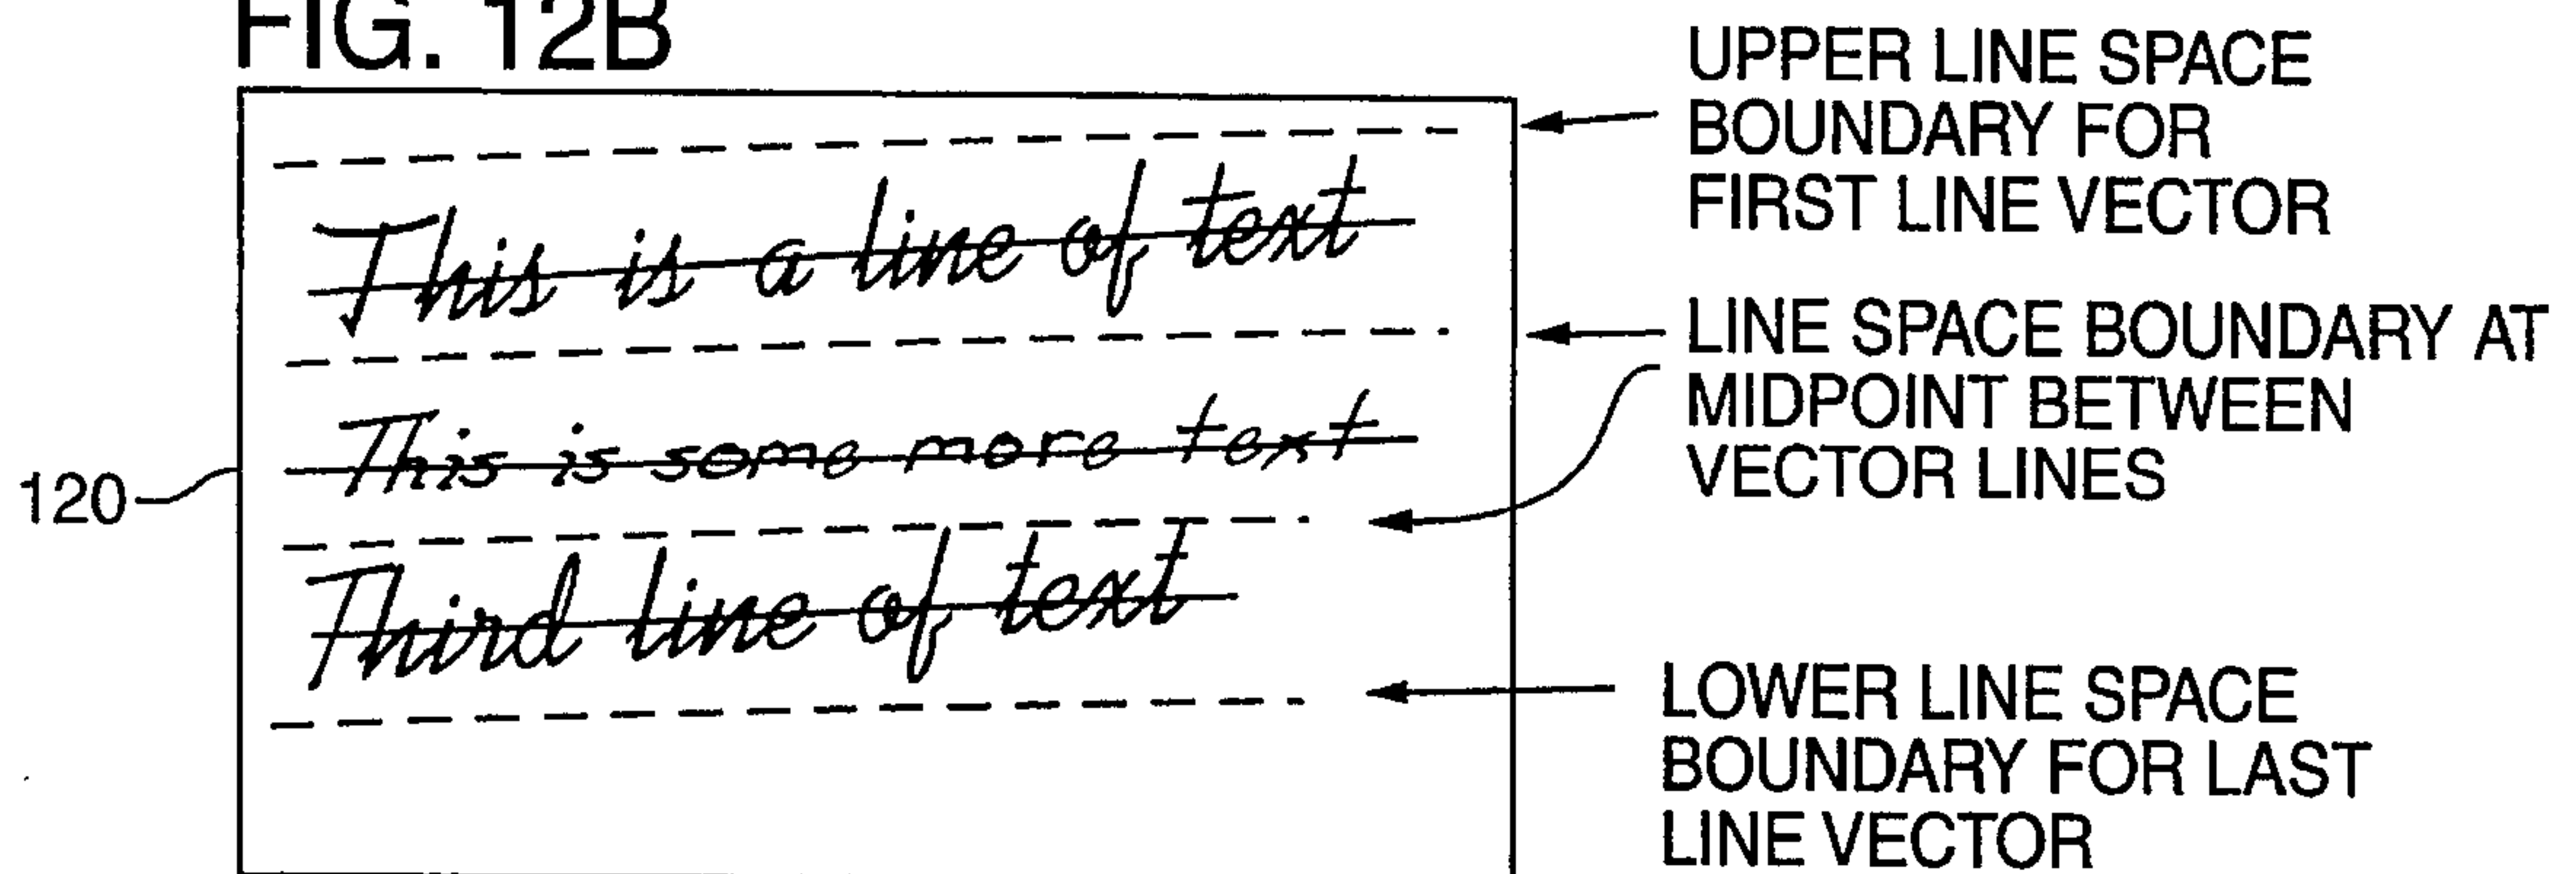 FIG. 12B
UPPER LINE SPACE
BOUNDARY FOR
FIRST LINE VECTOR
This is a line of text
LINE SPACE BOUNDARY AT
MIDPOINT BETWEEN
VECTOR LINES
This is some more text
120
Third line of text
LOWER LINE SPACE
BOUNDARY FOR LAST
LINE VECTOR